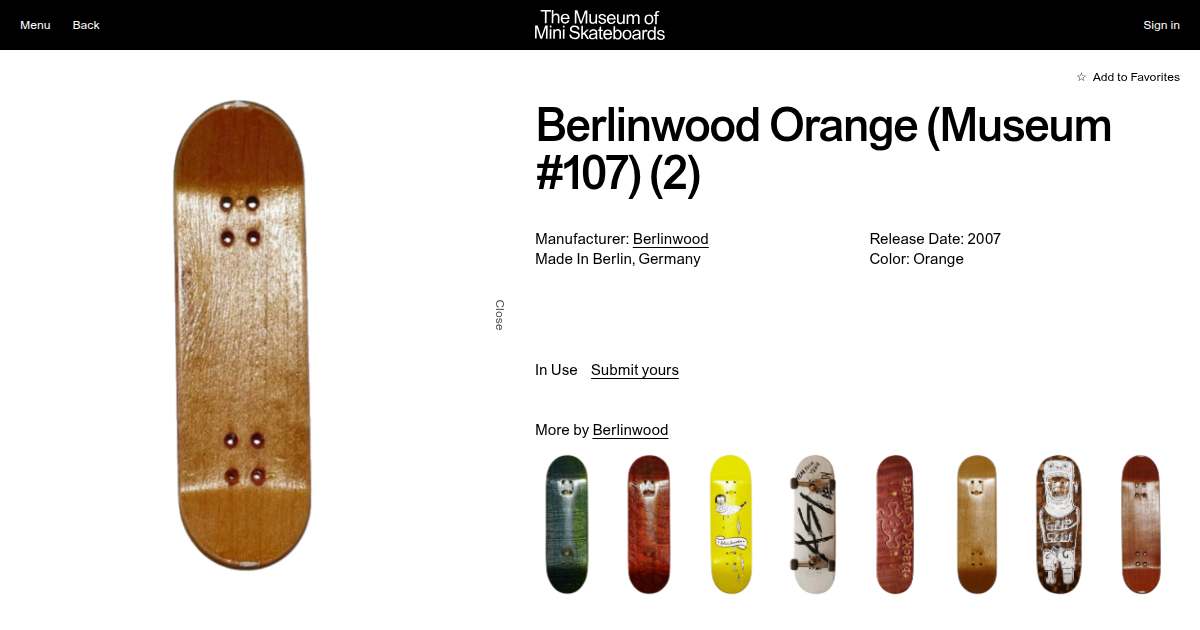 Menu
Back
The Museum of
Mini Skateboards
Sign in
☆ Add to Favorites
Berlinwood Orange (Museum
#107) (2)
Manufacturer: Berlinwood
Made In Berlin, Germany
Release Date: 2007
Color: Orange
Close
In Use Submit yours
More by Berlinwood